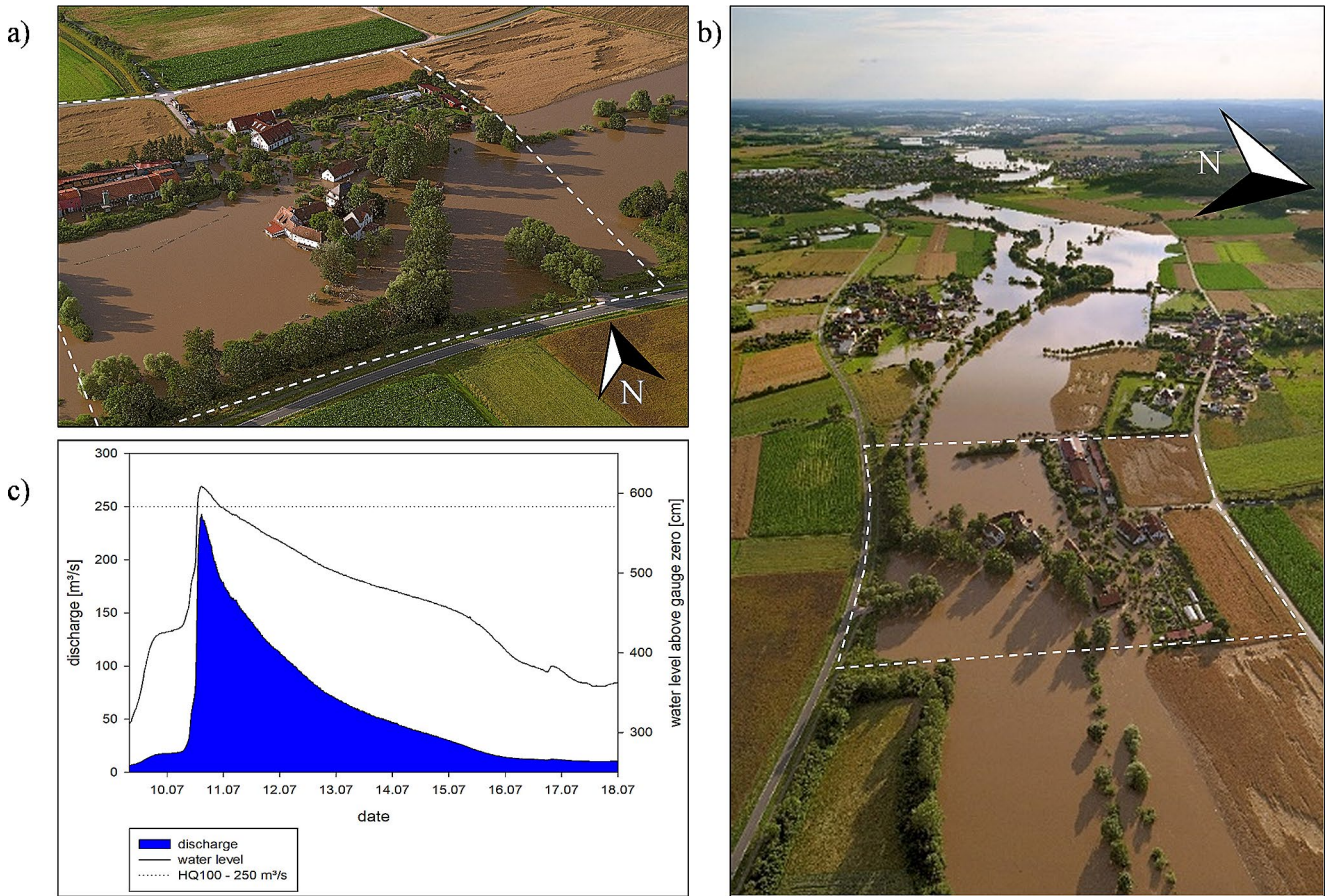 a)
N
b)
N
c)
discharge [m³/s]
300
250
200
150
100
50
0
water level above gauge zero [cm]
600
500
400
300
10.07 11.07 12.07 13.07 14.07 15.07 16.07 17.07 18.07
date
discharge
water level
HQ100 - 250 m³/s